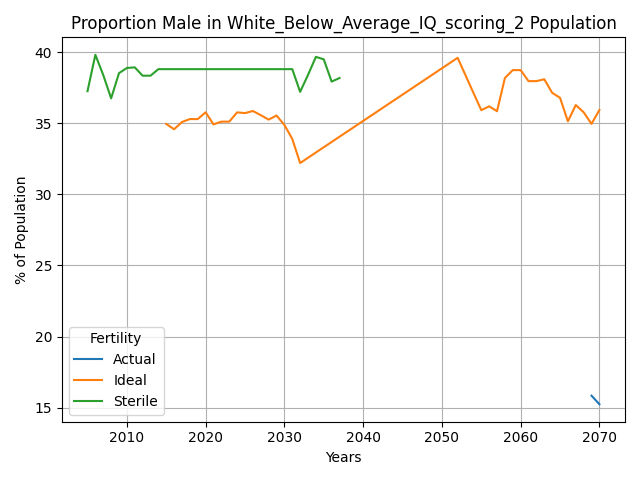 Proportion Male in White_Below_Average_IQ_scoring_2 Population
40
35
30
25
20
15
% of Population
Fertility
Actual
Ideal
Sterile
2010 2020 2030 2040 2050 2060 2070
Years